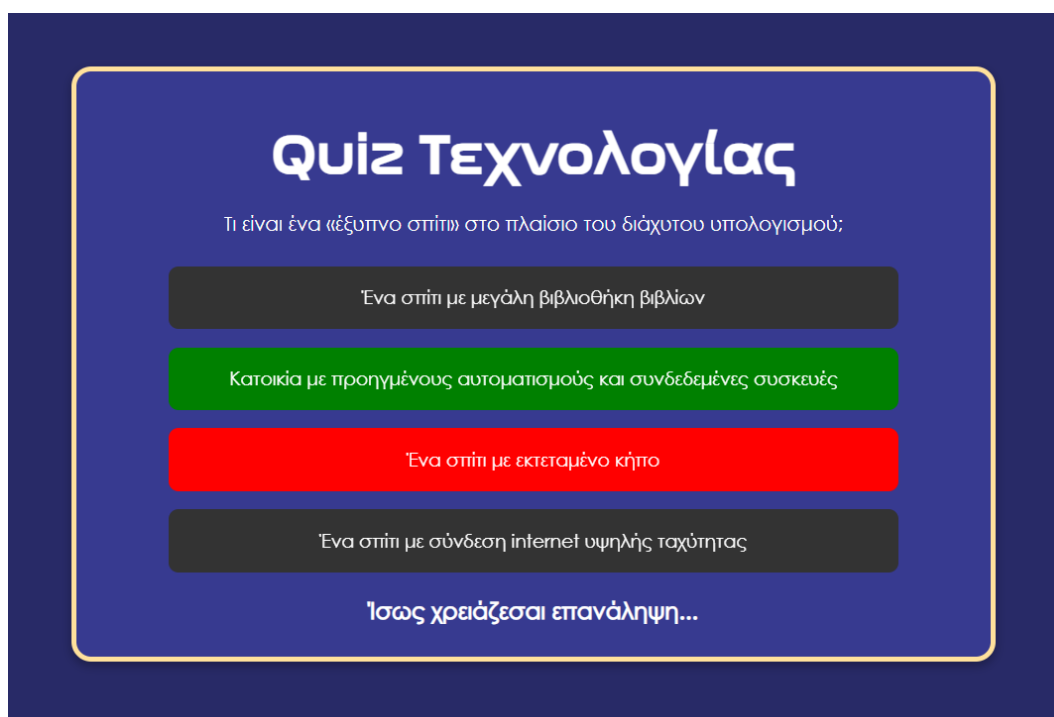 Quiz Τεχνολογίας
Τι είναι ένα «έξυπνο σπίτι» στο πλαίσιο του διάχυτου υπολογισμού;
Ένα σπίτι με μεγάλη βιβλιοθήκη βιβλίων
Κατοικία με προηγμένους αυτοματισμούς και συνδεδεμένες συσκευές
Ένα σπίτι με εκτεταμένο κήπο
Ένα σπίτι με σύνδεση internet υψηλής ταχύτητας
Ίσως χρειάζεσαι επανάληψη...